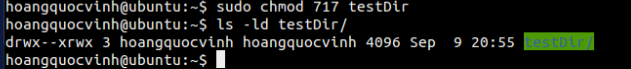 hoangquocvinh@ubuntu:~$ sudo chmod 717 testDir
hoangquocvinh@ubuntu:~$ ls -ld testDir/
drwx--xrwx 3 hoangquocvinh hoangquocvinh 4096 Sep  9 20:55 testDir/
hoangquocvinh@ubuntu:~$